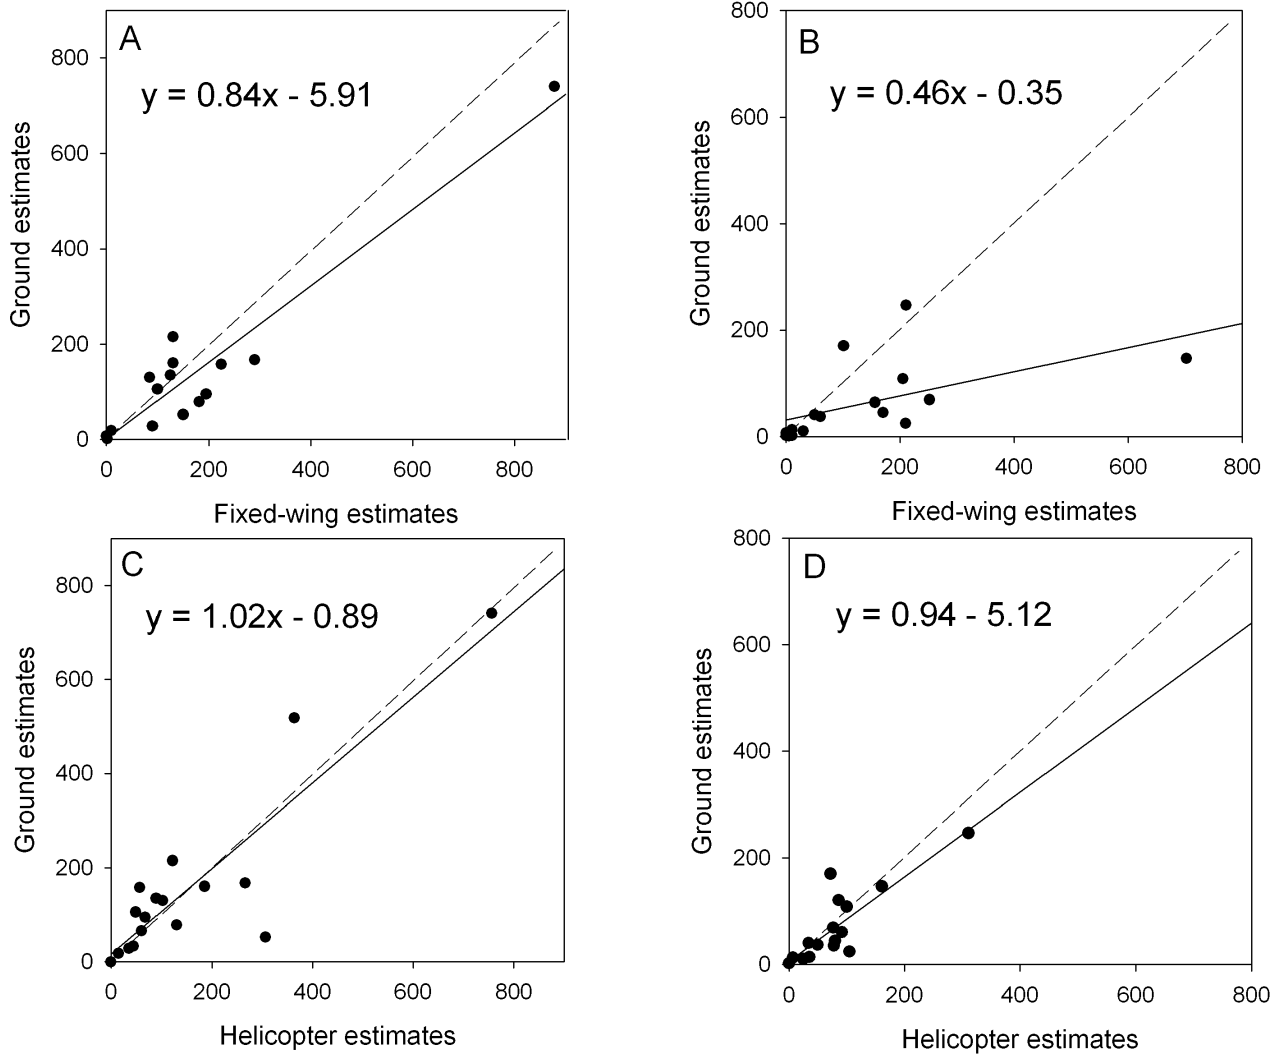 A
y = 0.84x - 5.91
800
600
400
200
0
Ground estimates
0 200 400 600 800
Fixed-wing estimates
B
y = 0.46x - 0.35
800
600
400
200
0
Ground estimates
0 200 400 600 800
Fixed-wing estimates
C
y = 1.02x - 0.89
800
600
400
200
0
Ground estimates
0 200 400 600 800
Helicopter estimates
D
y = 0.94 - 5.12
800
600
400
200
0
Ground estimates
0 200 400 600 800
Helicopter estimates